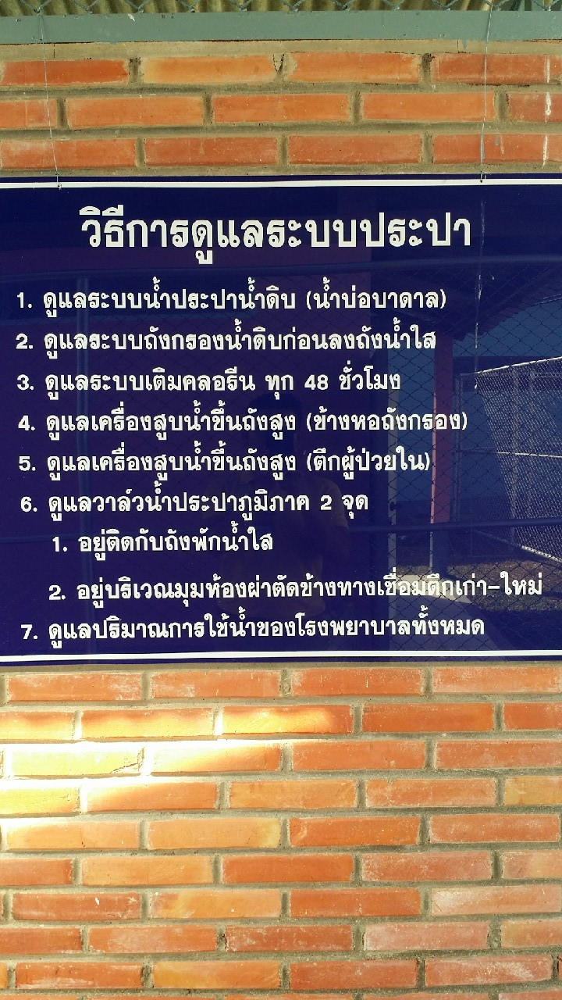 วิธีการดูแลระบบประปา
1. ดูแลระบบน้ำประปาน้ำดิบ (น้ำบ่อบาดาล)
2. ดูแลระบบถังกรองน้ำดิบก่อนลงถังน้ำใส
3. ดูแลระบบเติมคลอรีน ทุก 48 ชั่วโมง
4. ดูแลเครื่องสูบน้ำขึ้นถังสูง (ข้างหอถังกรอง)
5. ดูแลเครื่องสูบน้ำขึ้นถังสูง (ตึกผู้ป่วยใน)
6. ดูแลวาล์วน้ำประปาภูมิภาค 2 จุด
1. อยู่ติดกับถังพักน้ำใส
2. อยู่บริเวณมุมห้องผ่าตัดข้างทางเชื่อมตึกเก่า-ใหม่
7. ดูแลปริมาณการใช้น้ำของโรงพยาบาลทั้งหมด